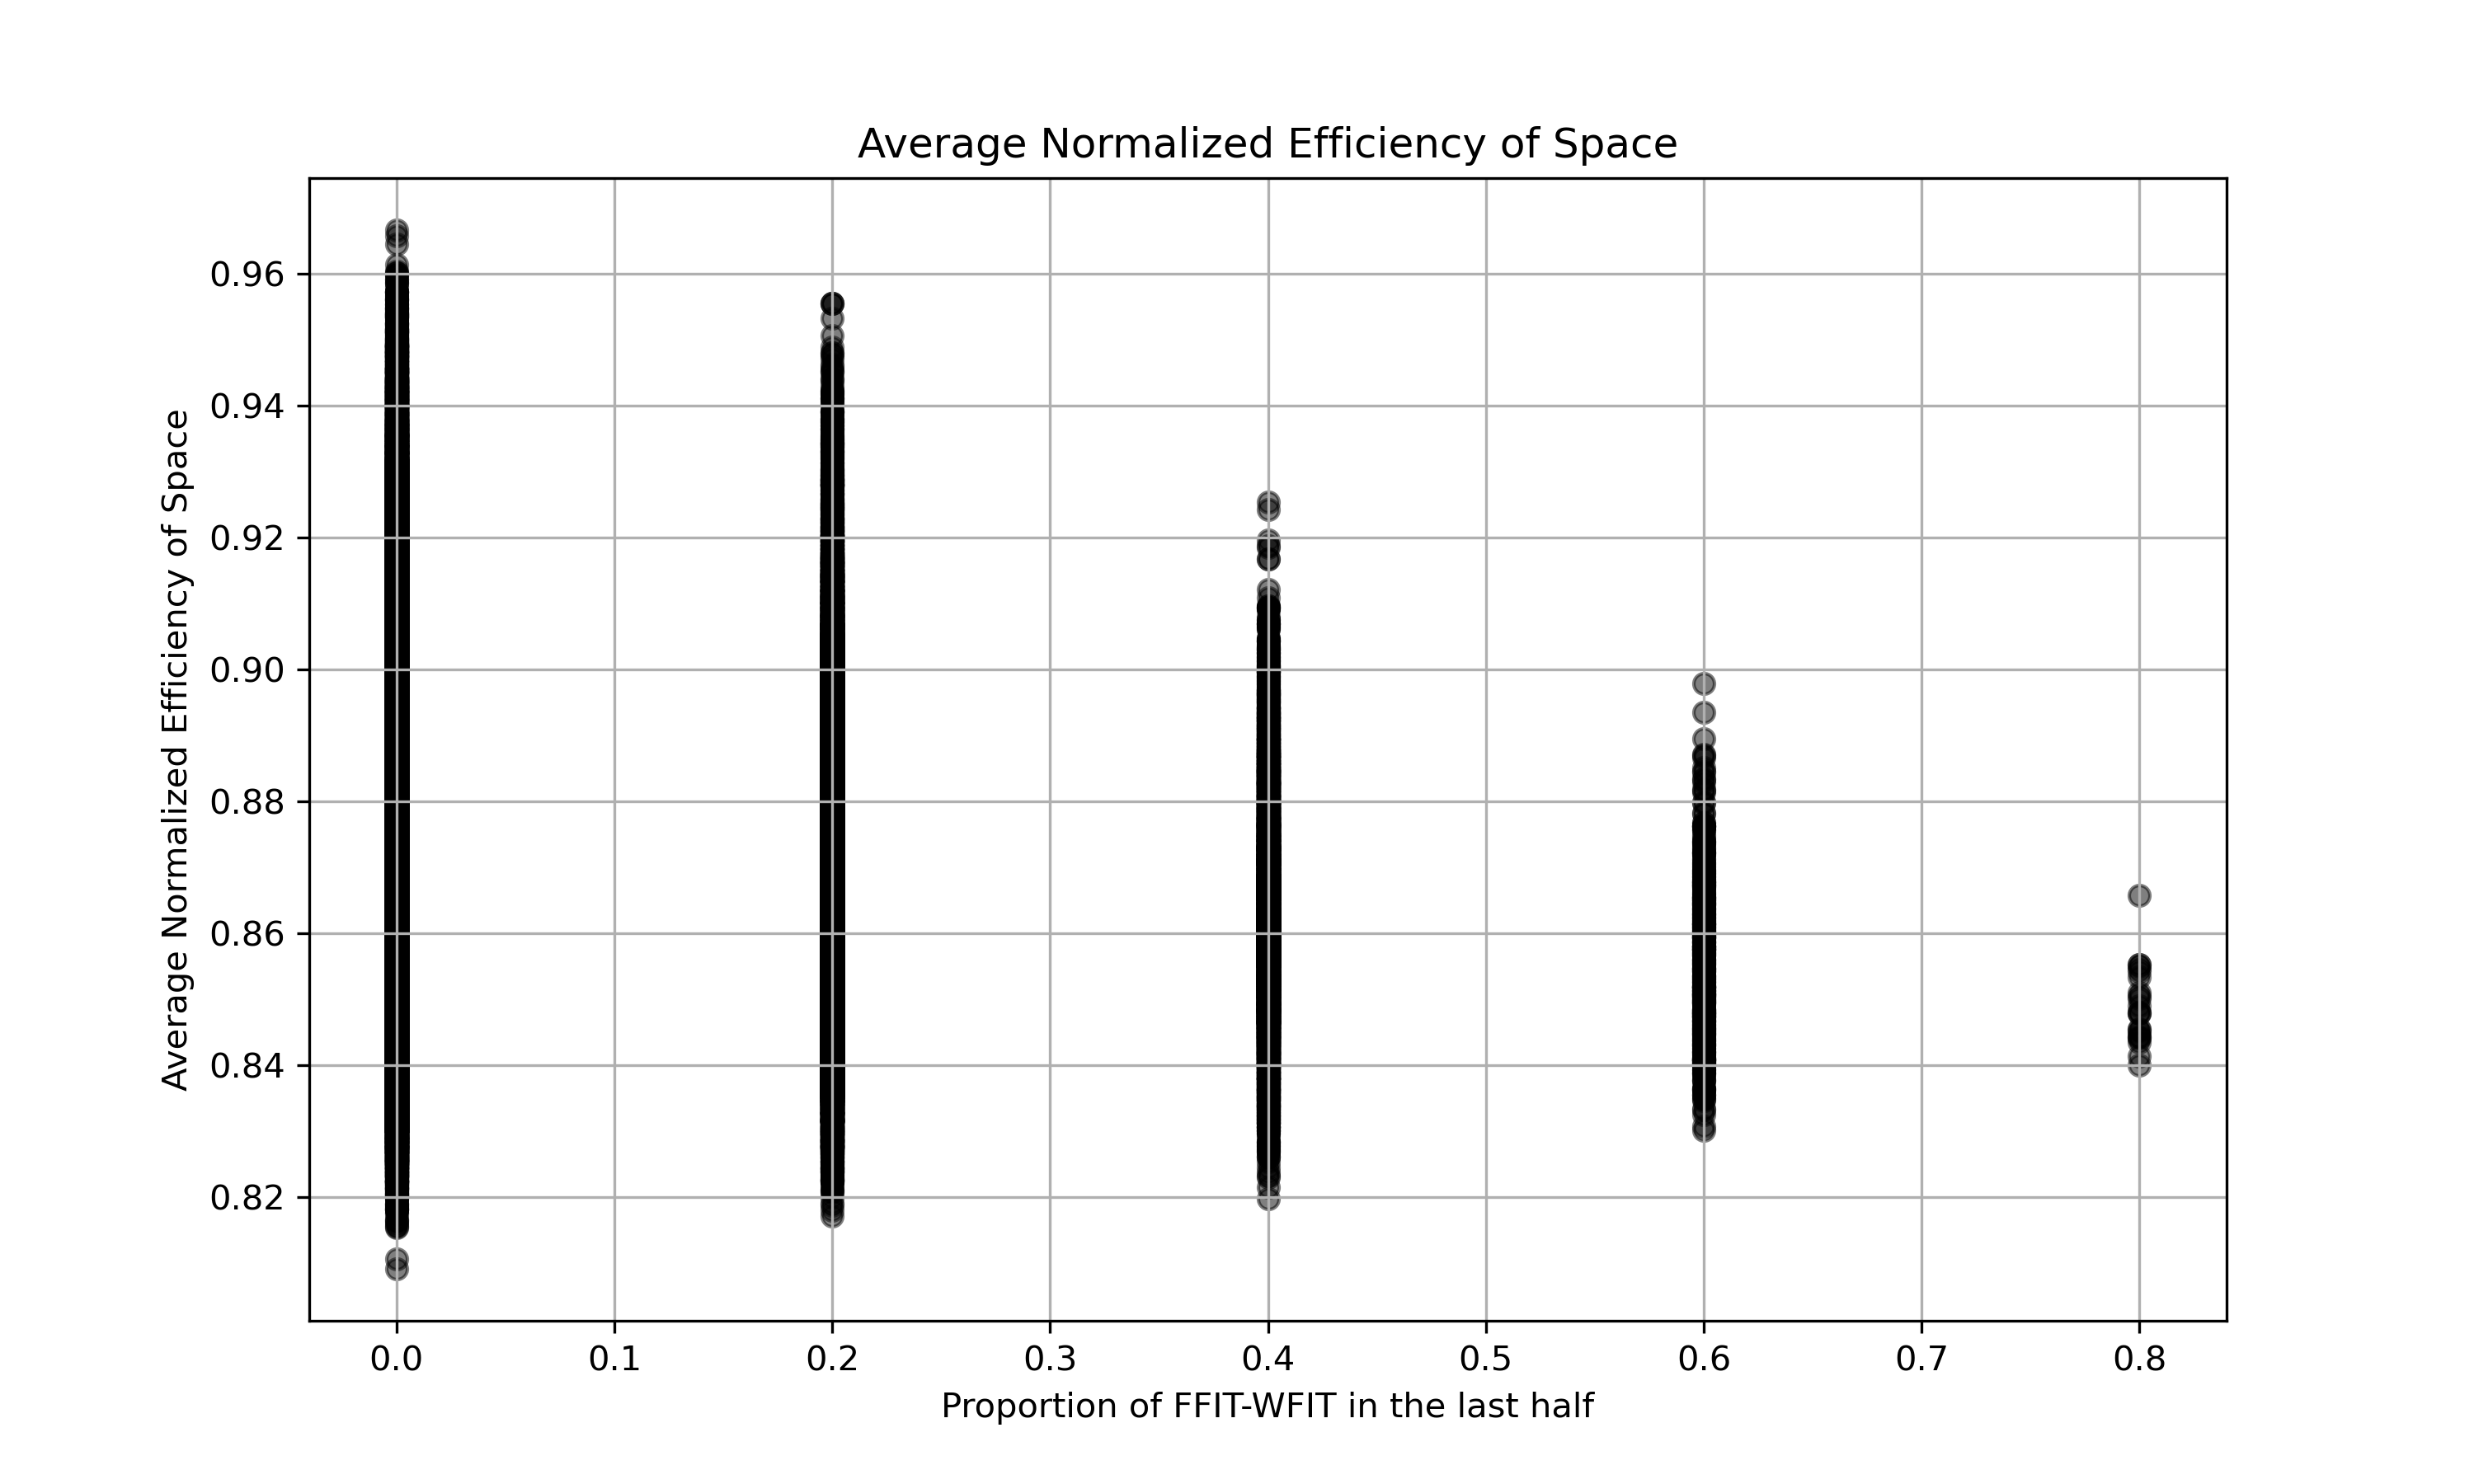 Average Normalized Efficiency of Space
Average Normalized Efficiency of Space
0.96
0.94
0.92
0.90
0.88
0.86
0.84
0.82
0.0 0.1 0.2 0.3 0.4 0.5 0.6 0.7 0.8
Proportion of FFIT-WFIT in the last half